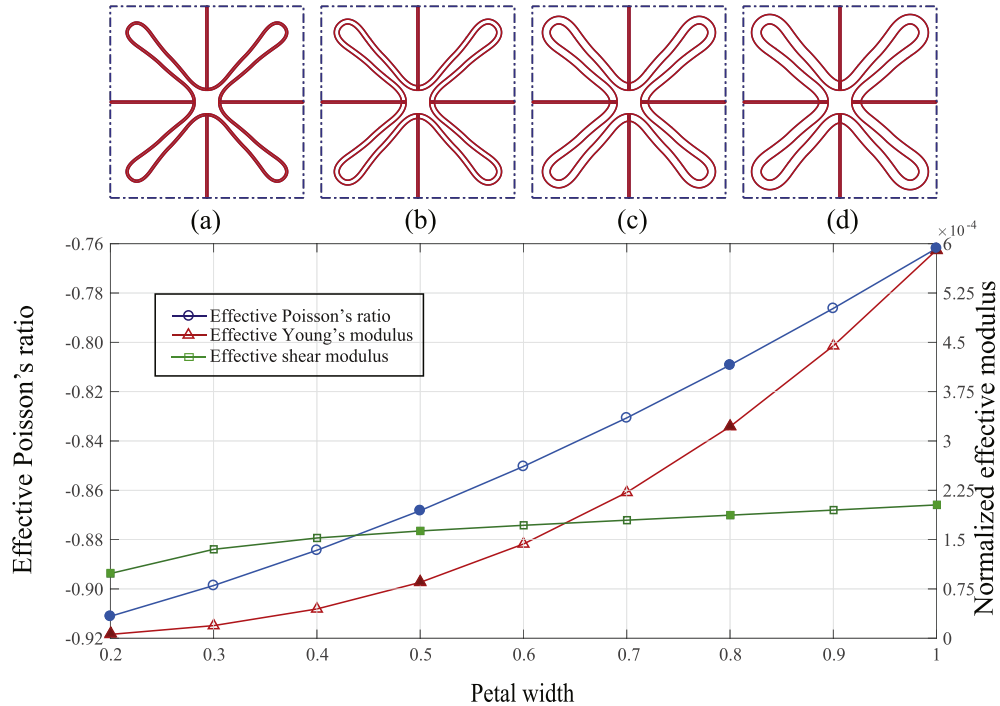 (a) (b) (c) (d)
×10⁻⁴
-0.76
-0.78
-0.80
-0.82
-0.84
-0.86
-0.88
-0.90
-0.92
Effective Poisson's ratio
Effective Poisson's ratio
Effective Young's modulus
Effective shear modulus
6
5.25
4.5
3.75
3
2.25
1.5
0.75
0
Normalized effective modulus
0.2 0.3 0.4 0.5 0.6 0.7 0.8 0.9 1
Petal width